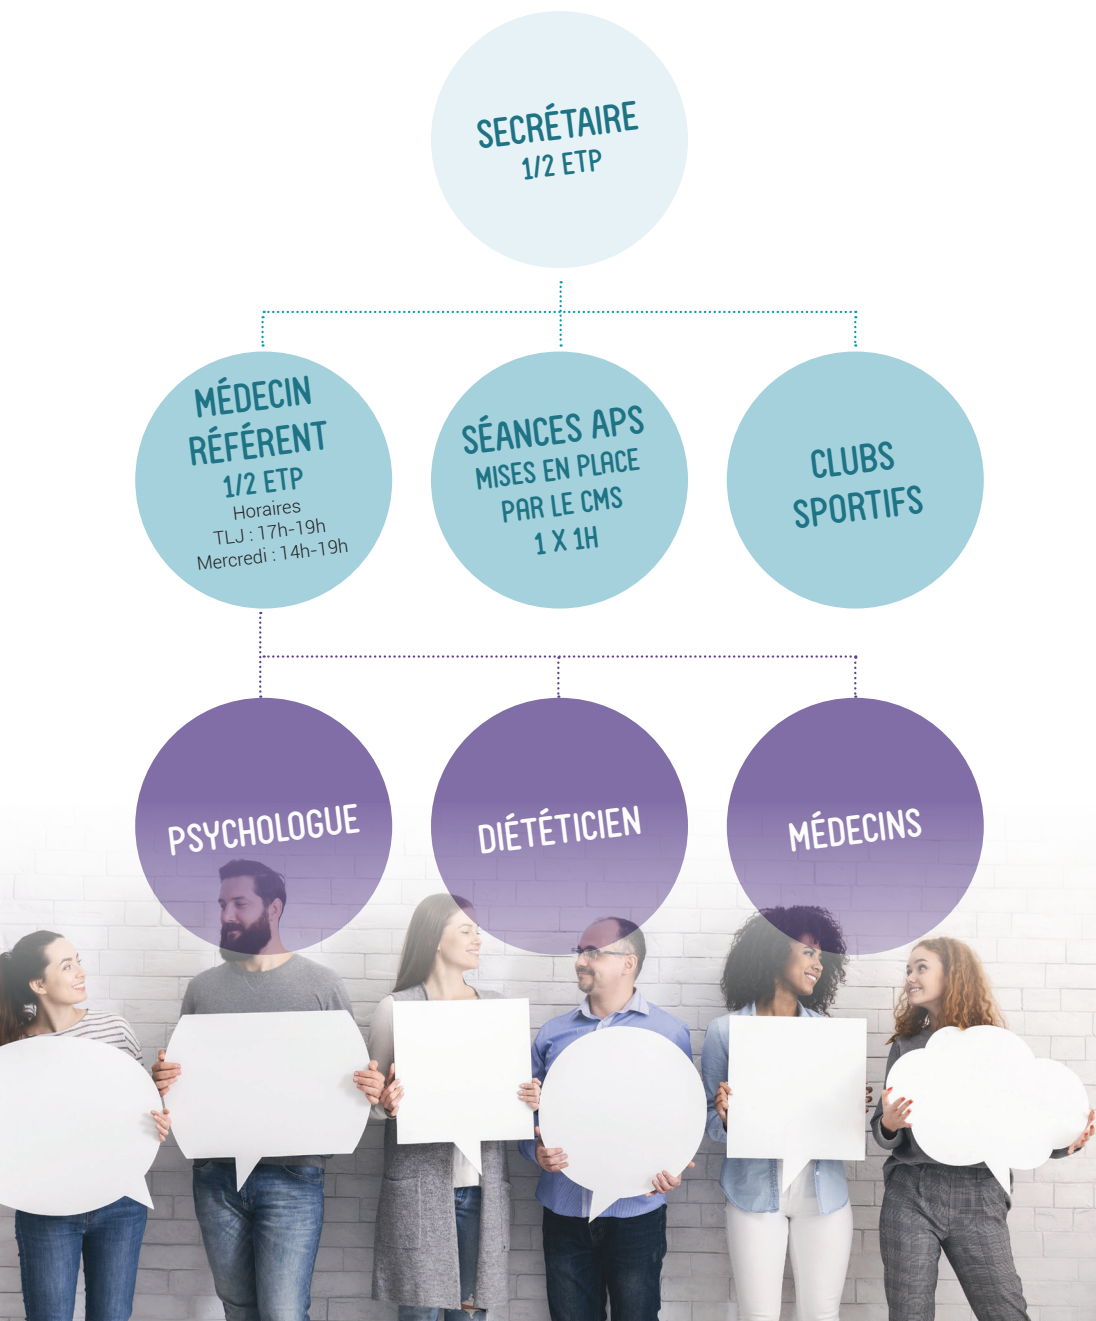 SECRÉTAIRE
1/2 ETP
MÉDECIN
RÉFÉRENT
1/2 ETP
Horaires
TLJ : 17h-19h
Mercredi : 14h-19h
SÉANCES APS
MISES EN PLACE
PAR LE CMS
1 X 1H
CLUBS
SPORTIFS
PSYCHOLOGUE
DIÉTÉTICIEN
MÉDECINS